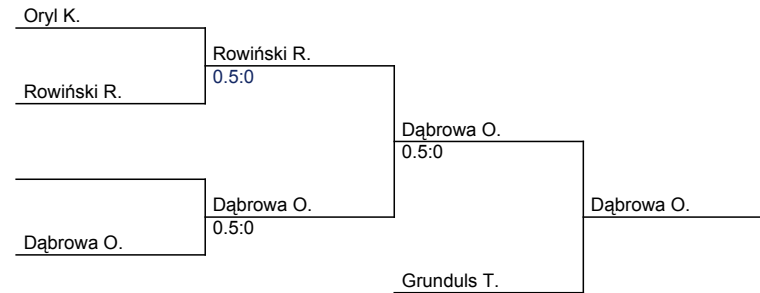 Oryl K.
Rowiński R.
0.5:0
Rowiński R.
Dąbrowa O.
0.5:0
Dąbrowa O.
Dąbrowa O.
0.5:0
Dąbrowa O.
Grunduls T.